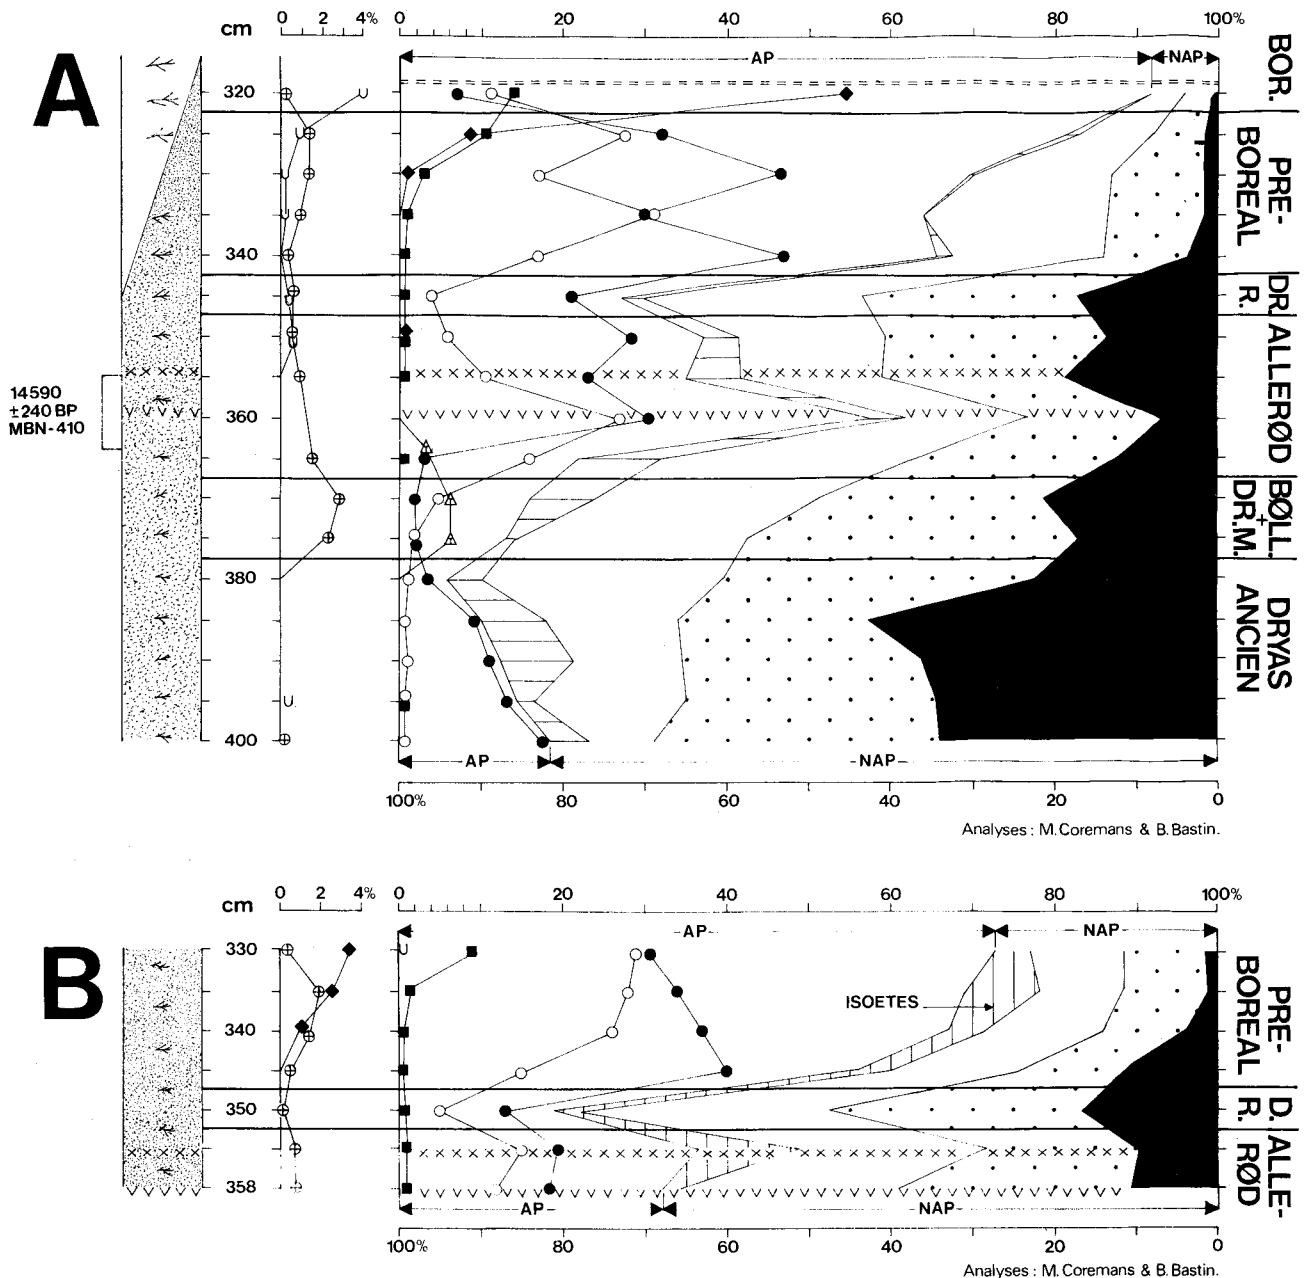 A
cm
0 2 4%
0 20 40 60 80 100%
AP NAP
320
340
360
380
400
14590
±240 BP
MBN-410
BOR.
PRE-
BOREAL
DR.
R.
ALLERØD
BØLL.
+
DR.M.
DRYAS
ANCIEN
AP NAP
100% 80 60 40 20 0
Analyses : M. Coremans & B. Bastin.
B
cm
0 2 4%
0 20 40 60 80 100%
AP NAP
330
340
350
358
ISOETES
PRE-
BOREAL
D.
R.
ALLE-
RØD
AP NAP
100% 80 60 40 20 0
Analyses : M. Coremans & B. Bastin.